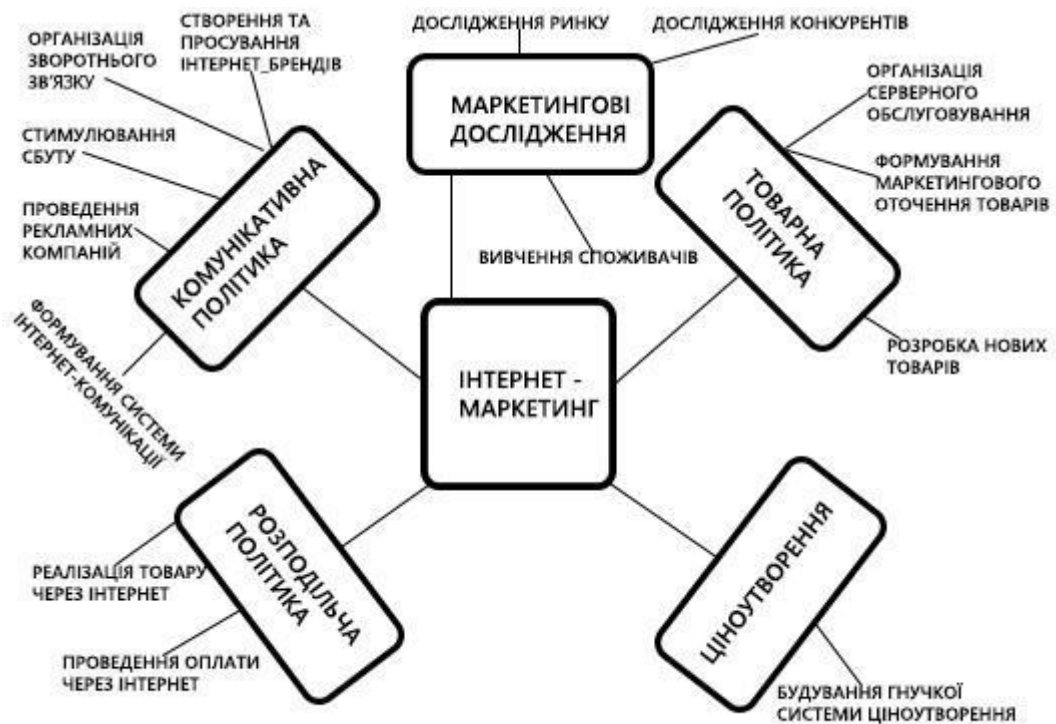 СТВОРЕННЯ ТА
ПРОСУВАННЯ
ІНТЕРНЕТ_БРЕНДІВ
ОРГАНІЗАЦІЯ
ЗВОРОТНЬОГО
ЗВ'ЯЗКУ
СТИМУЛЮВАННЯ
СБУТУ
ПРОВЕДЕННЯ
РЕКЛАМНИХ
КОМПАНІЙ
ФОРМУВАННЯ СИСТЕМИ
ІНТЕРНЕТ-КОМУНІКАЦІЇ
КОМУНІКАТИВНА
ПОЛІТИКА
ДОСЛІДЖЕННЯ РИНКУ
ДОСЛІДЖЕННЯ КОНКУРЕНТІВ
МАРКЕТИНГОВІ
ДОСЛІДЖЕННЯ
ВИВЧЕННЯ СПОЖИВАЧІВ
ОРГАНІЗАЦІЯ
СЕРВЕРНОГО
ОБСЛУГОВУВАННЯ
ФОРМУВАННЯ
МАРКЕТИНГОВОГО
ОТОЧЕННЯ ТОВАРІВ
ТОВАРНА
ПОЛІТИКА
РОЗРОБКА НОВИХ
ТОВАРІВ
ІНТЕРНЕТ -
МАРКЕТИНГ
РОЗПОДІЛЬЧА
ПОЛІТИКА
РЕАЛІЗАЦІЯ ТОВАРУ
ЧЕРЕЗ ІНТЕРНЕТ
ПРОВЕДЕННЯ ОПЛАТИ
ЧЕРЕЗ ІНТЕРНЕТ
ЦІНОУТВОРЕННЯ
БУДУВАННЯ ГНУЧКОЇ
СИСТЕМИ ЦІНОУТВОРЕННЯ